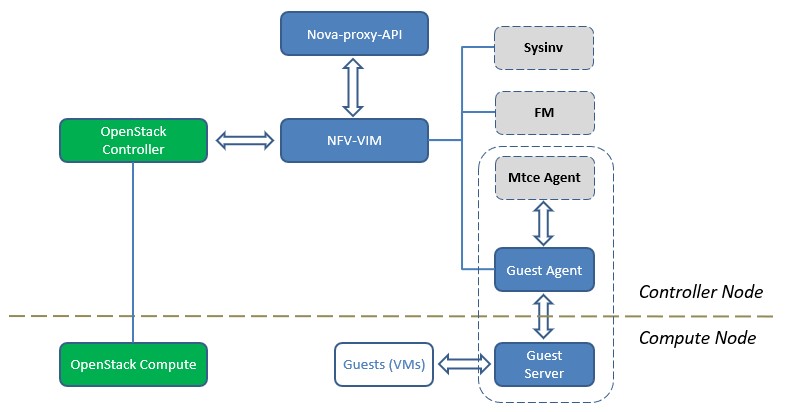 Nova-proxy-API
Sysinv
FM
OpenStack
Controller
NFV-VIM
Mtce Agent
Guest Agent
Controller Node
Compute Node
OpenStack Compute
Guests (VMs)
Guest
Server